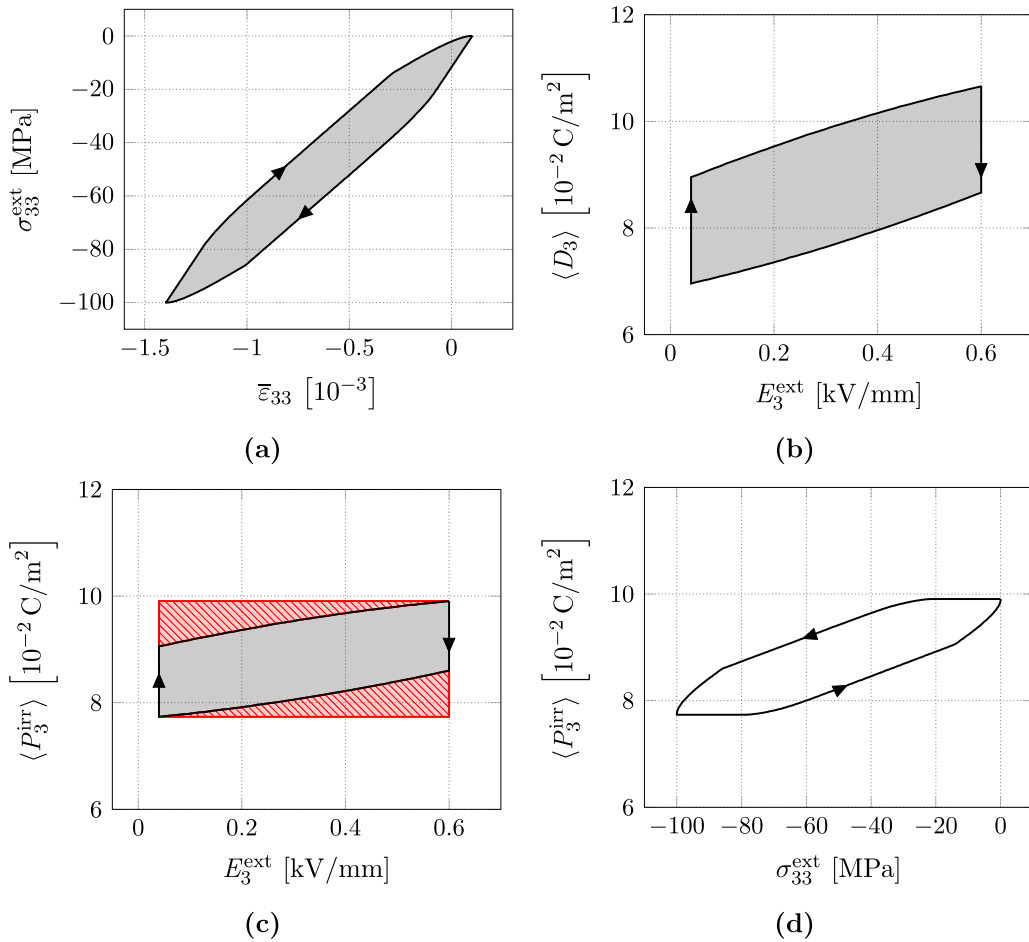 0
−20
−40
−60
−80
−100
−1.5 −1 −0.5 0
σ₃₃ᵉˣᵗ [MPa]
ε̅₃₃ [10⁻³]
(a)
12
10
8
6
0 0.2 0.4 0.6
⟨D₃⟩ [10⁻² C/m²]
E₃ᵉˣᵗ [kV/mm]
(b)
12
10
8
6
0 0.2 0.4 0.6
⟨P₃ⁱʳʳ⟩ [10⁻² C/m²]
E₃ᵉˣᵗ [kV/mm]
(c)
12
10
8
6
−100 −80 −60 −40 −20 0
⟨P₃ⁱʳʳ⟩ [10⁻² C/m²]
σ₃₃ᵉˣᵗ [MPa]
(d)